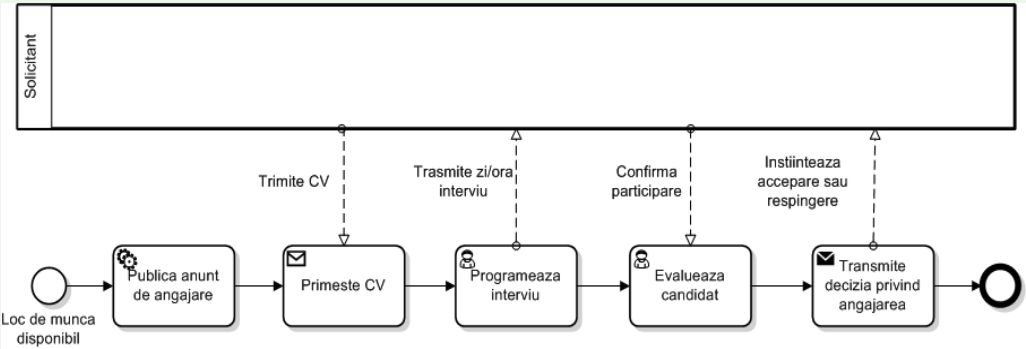 Solicitant
Trimite CV
Trasmite zi/ora
interviu
Confirma
participare
Instiinteaza
accepare sau
respingere
Loc de munca
disponibil
Publica anunt
de angajare
Primeste CV
Programeaza
interviu
Evalueaza
candidat
Transmite
decizia privind
angajarea